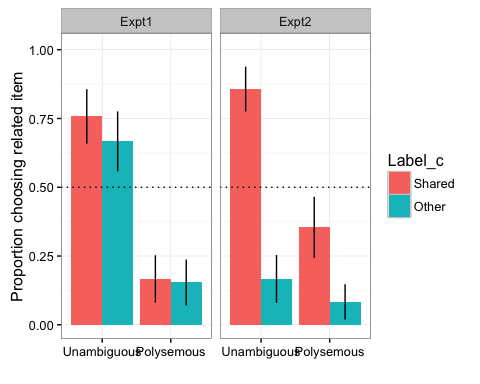 Expt1
Expt2
Proportion choosing related item
1.00
0.75
0.50
0.25
0.00
Unambiguous
Polysemous
Unambiguous
Polysemous
Label_c
Shared
Other